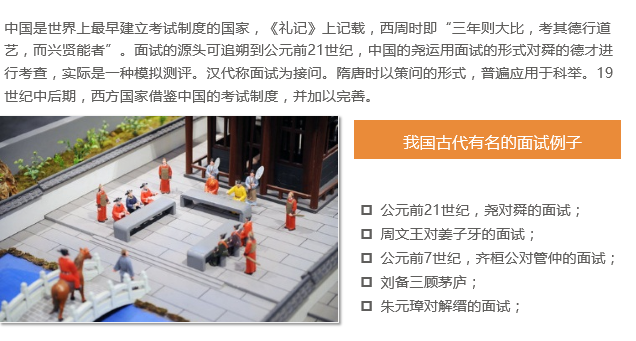 中国是世界上最早建立考试制度的国家，《礼记》上记载，西周时即“三年则大比，考其德行道
艺，而兴贤能者”。面试的源头可追朔到公元前21世纪，中国的尧运用面试的形式对舜的德才进
行考查，实际是一种模拟测评。汉代称面试为接问。隋唐时以策问的形式，普遍应用于科举。19
世纪中后期，西方国家借鉴中国的考试制度，并加以完善。
我国古代有名的面试例子
公元前21世纪，尧对舜的面试；
周文王对姜子牙的面试；
公元前7世纪，齐桓公对管仲的面试；
刘备三顾茅庐；
朱元璋对解缙的面试；